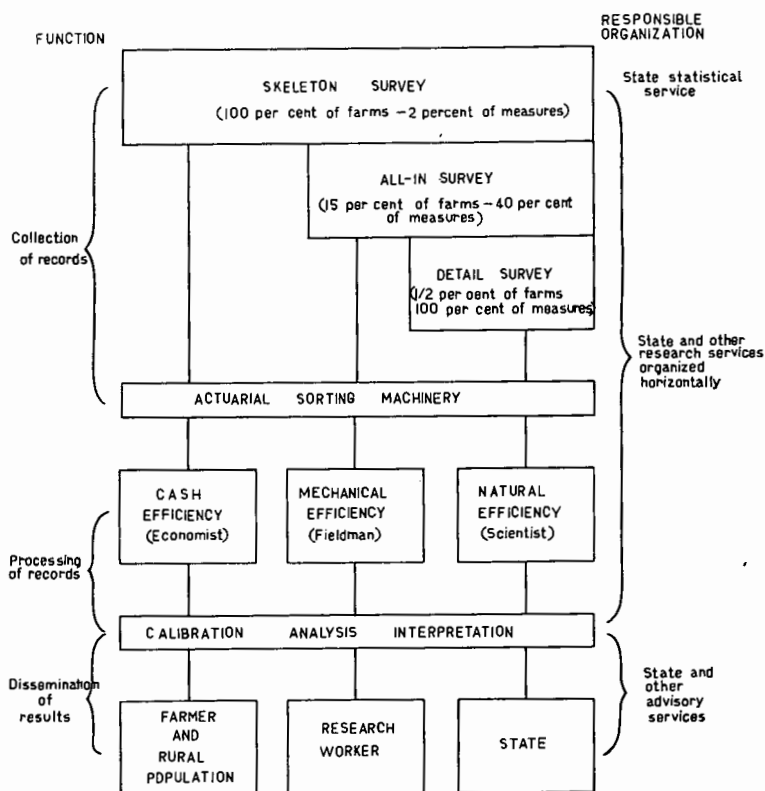 FUNCTION
RESPONSIBLE
ORGANIZATION
SKELETON SURVEY
(100 per cent of farms – 2 percent of measures)
State statistical
service
ALL-IN SURVEY
(15 per cent of farms – 40 per cent
of measures)
Collection
of records
DETAIL SURVEY
(1/2 per cent of farms
100 per cent of measures)
State and other
research services
organized
horizontally
ACTUARIAL SORTING MACHINERY
CASH
EFFICIENCY
(Economist)
MECHANICAL
EFFICIENCY
(Fieldman)
NATURAL
EFFICIENCY
(Scientist)
Processing
of records
CALIBRATION ANALYSIS INTERPRETATION
Dissemination
of
results
State and
other
advisory
services
FARMER
AND
RURAL
POPULATION
RESEARCH
WORKER
STATE